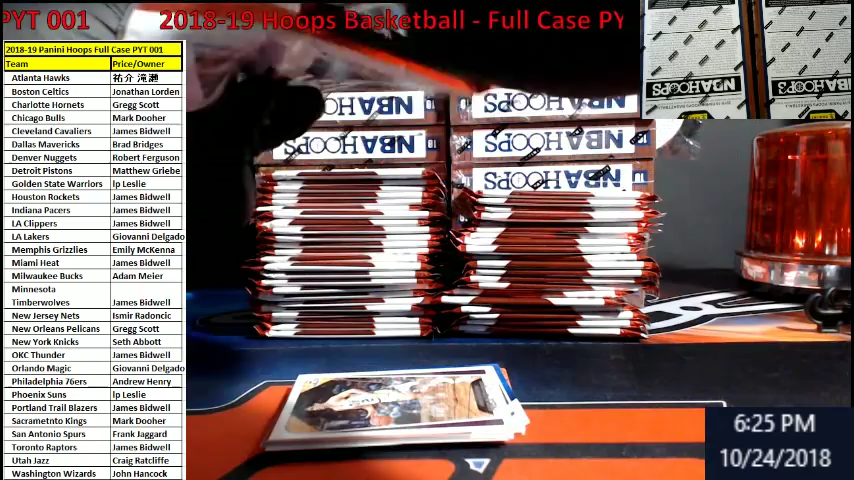 PYT 001 2018-19 Hoops Basketball - Full Case PY
2018-19 Panini Hoops Full Case PYT 001
Team Price/Owner
Atlanta Hawks 祐介 滝瀬
Boston Celtics Jonathan Lorden
Charlotte Hornets Gregg Scott
Chicago Bulls Mark Dooher
Cleveland Cavaliers James Bidwell
Dallas Mavericks Brad Bridges
Denver Nuggets Robert Ferguson
Detroit Pistons Matthew Griebe
Golden State Warriors lp Leslie
Houston Rockets James Bidwell
Indiana Pacers James Bidwell
LA Clippers James Bidwell
LA Lakers Giovanni Delgado
Memphis Grizzlies Emily McKenna
Miami Heat James Bidwell
Milwaukee Bucks Adam Meier
Minnesota
Timberwolves James Bidwell
New Jersey Nets Ismir Radoncic
New Orleans Pelicans Gregg Scott
New York Knicks Seth Abbott
OKC Thunder James Bidwell
Orlando Magic Giovanni Delgado
Philadelphia 76ers Andrew Henry
Phoenix Suns lp Leslie
Portland Trail Blazers James Bidwell
Sacrametnto Kings Mark Dooher
San Antonio Spurs Frank Jaggard
Toronto Raptors James Bidwell
Utah Jazz Craig Ratcliffe
Washington Wizards John Hancock
NBA HOOPS
NBA HOOPS
NBA HOOPS
NBA HOOPS
NBA HOOPS
NBA HOOPS
NBA HOOPS
6:25 PM
10/24/2018